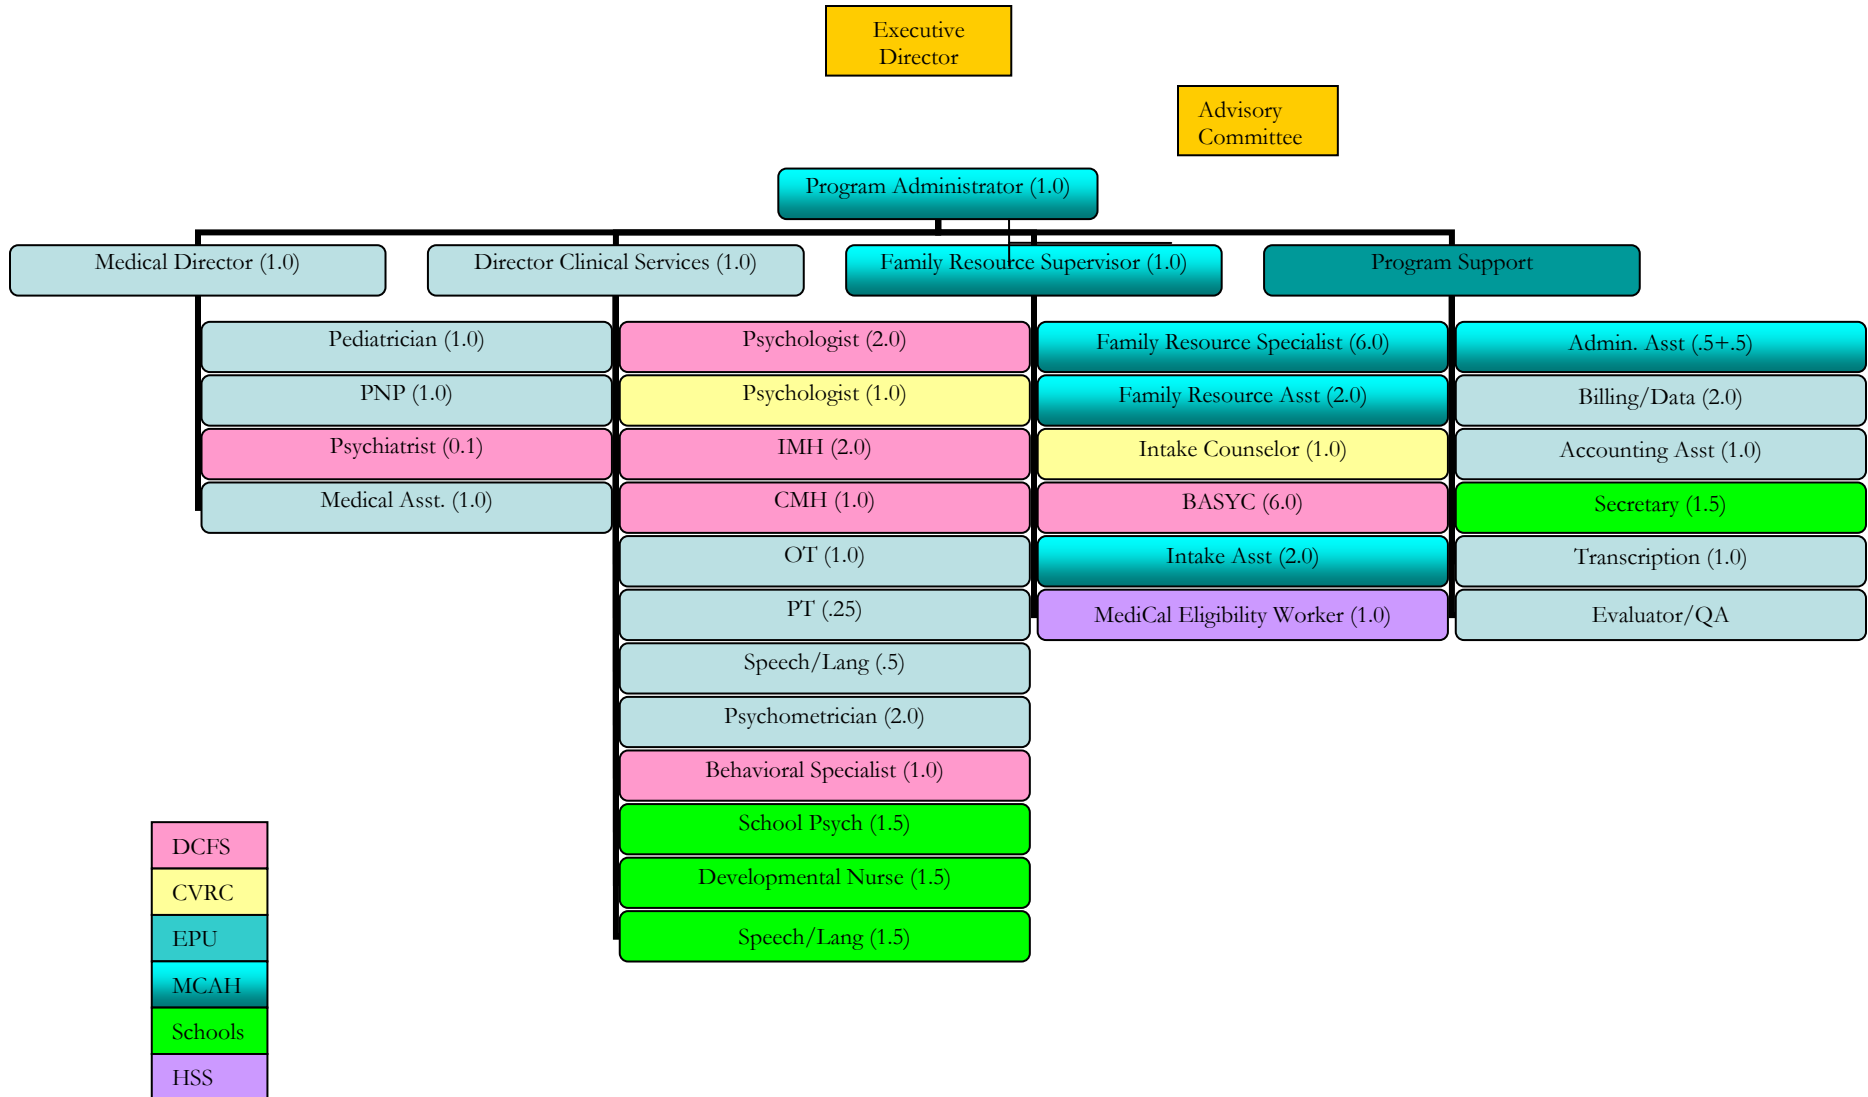 Executive
Director
Advisory
Committee
Program Administrator (1.0)
Medical Director (1.0)
Director Clinical Services (1.0)
Family Resource Supervisor (1.0)
Program Support
Pediatrician (1.0)
PNP (1.0)
Psychiatrist (0.1)
Medical Asst. (1.0)
Psychologist (2.0)
Psychologist (1.0)
IMH (2.0)
CMH (1.0)
OT (1.0)
PT (.25)
Speech/Lang (.5)
Psychometrician (2.0)
Behavioral Specialist (1.0)
School Psych (1.5)
Developmental Nurse (1.5)
Speech/Lang (1.5)
Family Resource Specialist (6.0)
Family Resource Asst (2.0)
Intake Counselor (1.0)
BASYC (6.0)
Intake Asst (2.0)
MediCal Eligibility Worker (1.0)
Admin. Asst (.5+.5)
Billing/Data (2.0)
Accounting Asst (1.0)
Secretary (1.5)
Transcription (1.0)
Evaluator/QA
DCFS
CVRC
EPU
MCAH
Schools
HSS